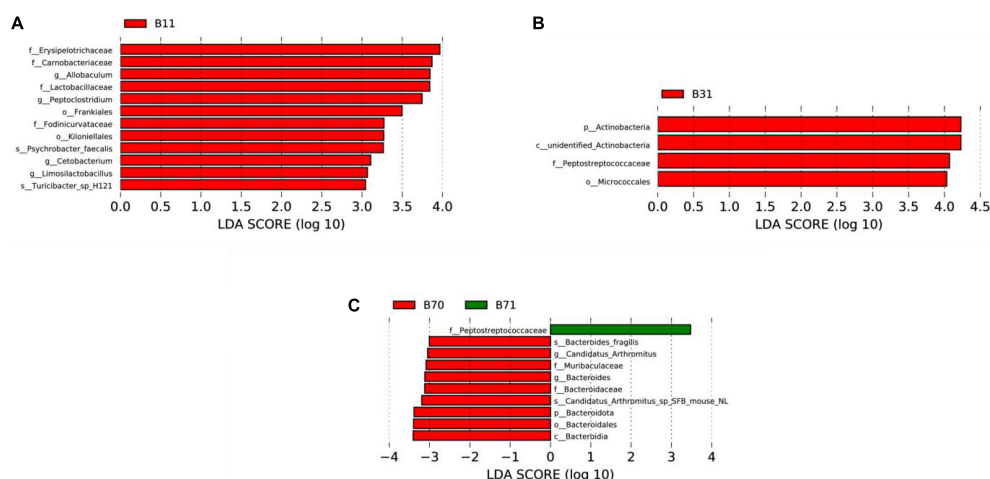 A
B11
f__Erysipelotrichaceae
f__Carnobacteriaceae
g__Allobaculum
f__Lactobacillaceae
g__Peptoclostridium
o__Frankiales
f__Fodinicurvataceae
o__Kiloniellales
s__Psychrobacter_faecalis
g__Cetobacterium
g__Limosilactobacillus
s__Turicibacter_sp_H121
0.0 0.5 1.0 1.5 2.0 2.5 3.0 3.5 4.0
LDA SCORE (log 10)
B
B31
p__Actinobacteria
c__unidentified_Actinobacteria
f__Peptostreptococcaceae
o__Micrococcales
0.0 0.5 1.0 1.5 2.0 2.5 3.0 3.5 4.0 4.5
LDA SCORE (log 10)
C
B70 B71
f__Peptostreptococcaceae
s__Bacteroides_fragilis
g__Candidatus_Arthromitus
f__Muribaculaceae
g__Bacteroides
f__Bacteroidaceae
s__Candidatus_Arthromitus_sp_SFB_mouse_NL
p__Bacteroidota
o__Bacteroidales
c__Bacteroidia
−4 −3 −2 −1 0 1 2 3 4
LDA SCORE (log 10)